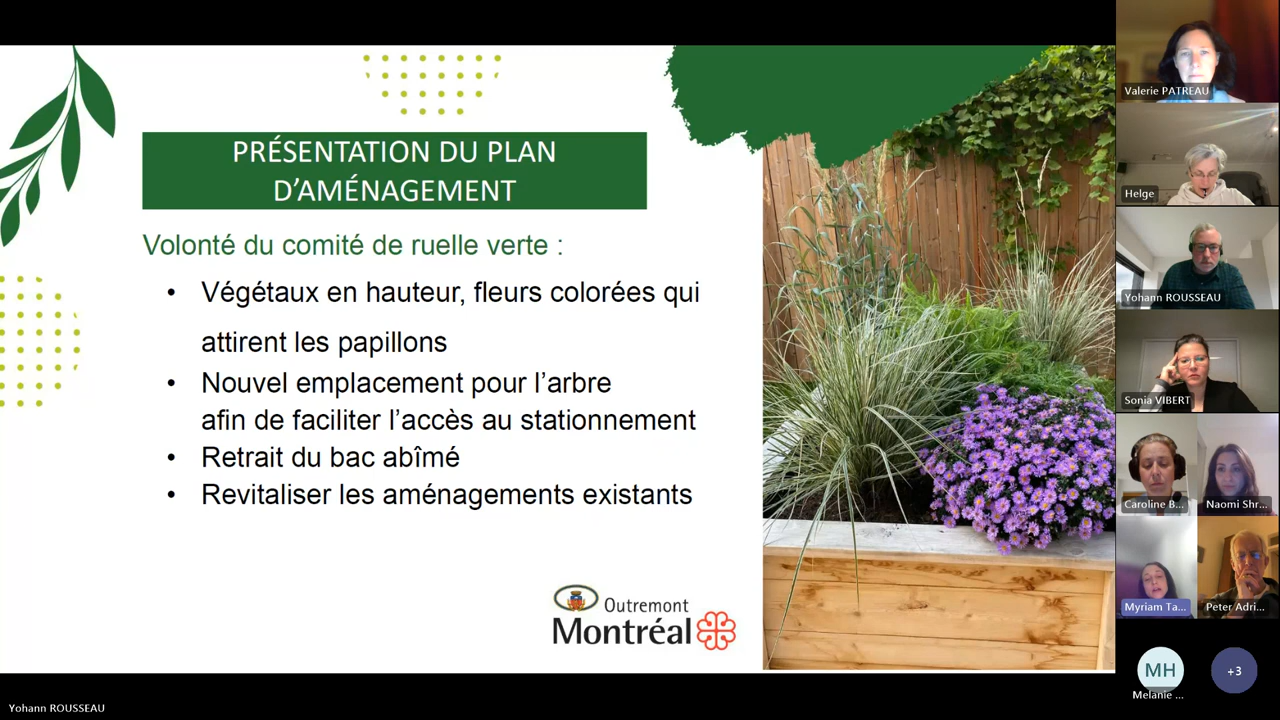 PRÉSENTATION DU PLAN
D’AMÉNAGEMENT
Volonté du comité de ruelle verte :
• Végétaux en hauteur, fleurs colorées qui
attirent les papillons
• Nouvel emplacement pour l’arbre
afin de faciliter l’accès au stationnement
• Retrait du bac abîmé
• Revitaliser les aménagements existants
Outremont
Montréal
Valerie PATREAU
Helge
Yohann ROUSSEAU
Sonia VIBERT
Caroline B...
Naomi Shr...
Myriam Ta...
Peter Adri...
MH
Melanie ...
+3
Yohann ROUSSEAU